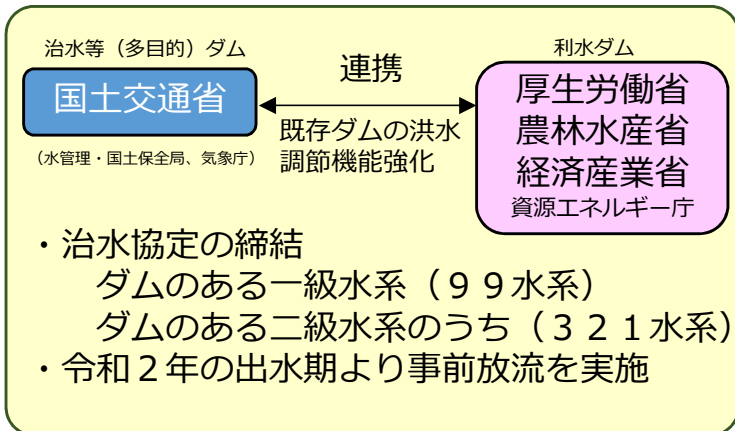 治水等（多目的）ダム
国土交通省
（水管理・国土保全局、気象庁）
連携
既存ダムの洪水
調節機能強化
利水ダム
厚生労働省
農林水産省
経済産業省
資源エネルギー庁
・治水協定の締結
ダムのある一級水系（９９水系）
ダムのある二級水系のうち（３２１水系）
・令和２年の出水期より事前放流を実施